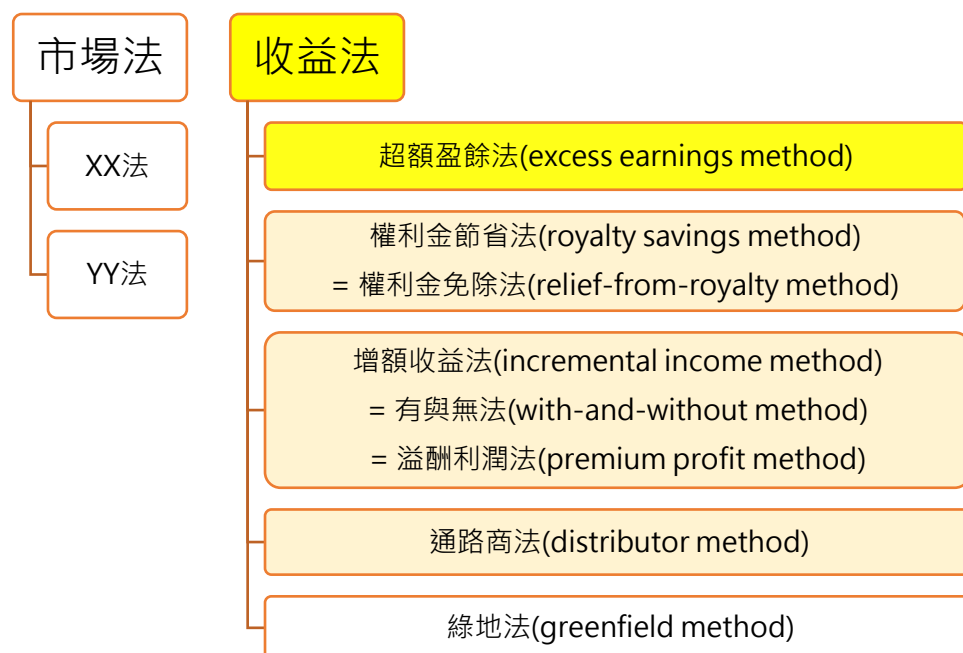 市場法
XX法
YY法
收益法
超額盈餘法(excess earnings method)
權利金節省法(royalty savings method)
= 權利金免除法(relief-from-royalty method)
增額收益法(incremental income method)
= 有與無法(with-and-without method)
= 溢酬利潤法(premium profit method)
通路商法(distributor method)
綠地法(greenfield method)